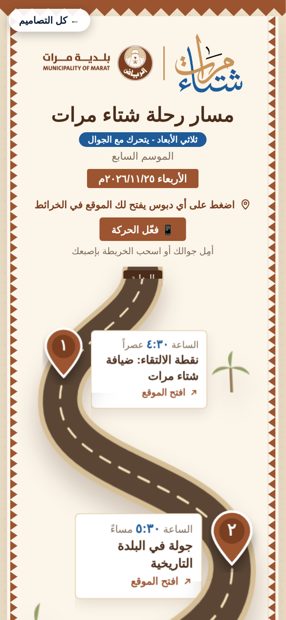 ← كل التصاميم
بلدية مرات
MUNICIPALITY OF MARAT
شتاء مرات
مسار رحلة شتاء مرات
ثلاثي الأبعاد - يتحرك مع الجوال
الموسم السابع
الأربعاء ٢٠٢٦/١١/٢٥م
اضغط على أي دبوس يفتح لك الموقع في الخرائط
📱 فعّل الحركة
أمِل جوالك أو اسحب الخريطة بإصبعك
١
الساعة ٤:٣٠ عصراً
نقطة الالتقاء: ضيافة
شتاء مرات
↗ افتح الموقع
٢
الساعة ٥:٣٠ مساءً
جولة في البلدة
التاريخية
↗ افتح الموقع